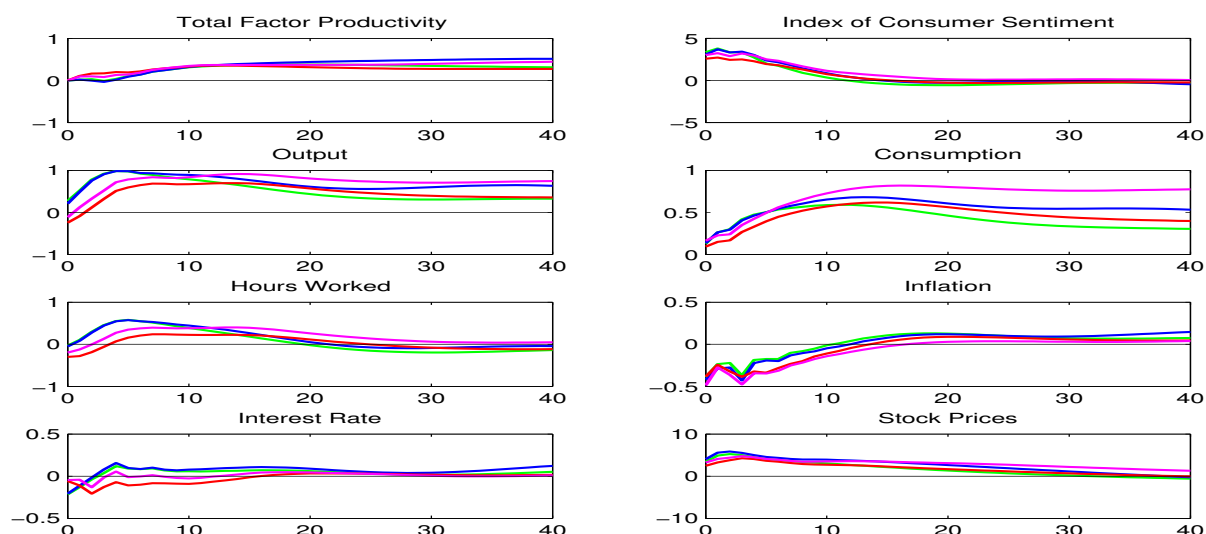 Total Factor Productivity
1
0
−1
0 10 20 30 40
Index of Consumer Sentiment
5
0
−5
0 10 20 30 40
Output
1
0
−1
0 10 20 30 40
Consumption
1
0.5
0
0 10 20 30 40
Hours Worked
1
0
−1
0 10 20 30 40
Inflation
0.5
0
−0.5
0 10 20 30 40
Interest Rate
0.5
0
−0.5
0 10 20 30 40
Stock Prices
10
0
−10
0 10 20 30 40